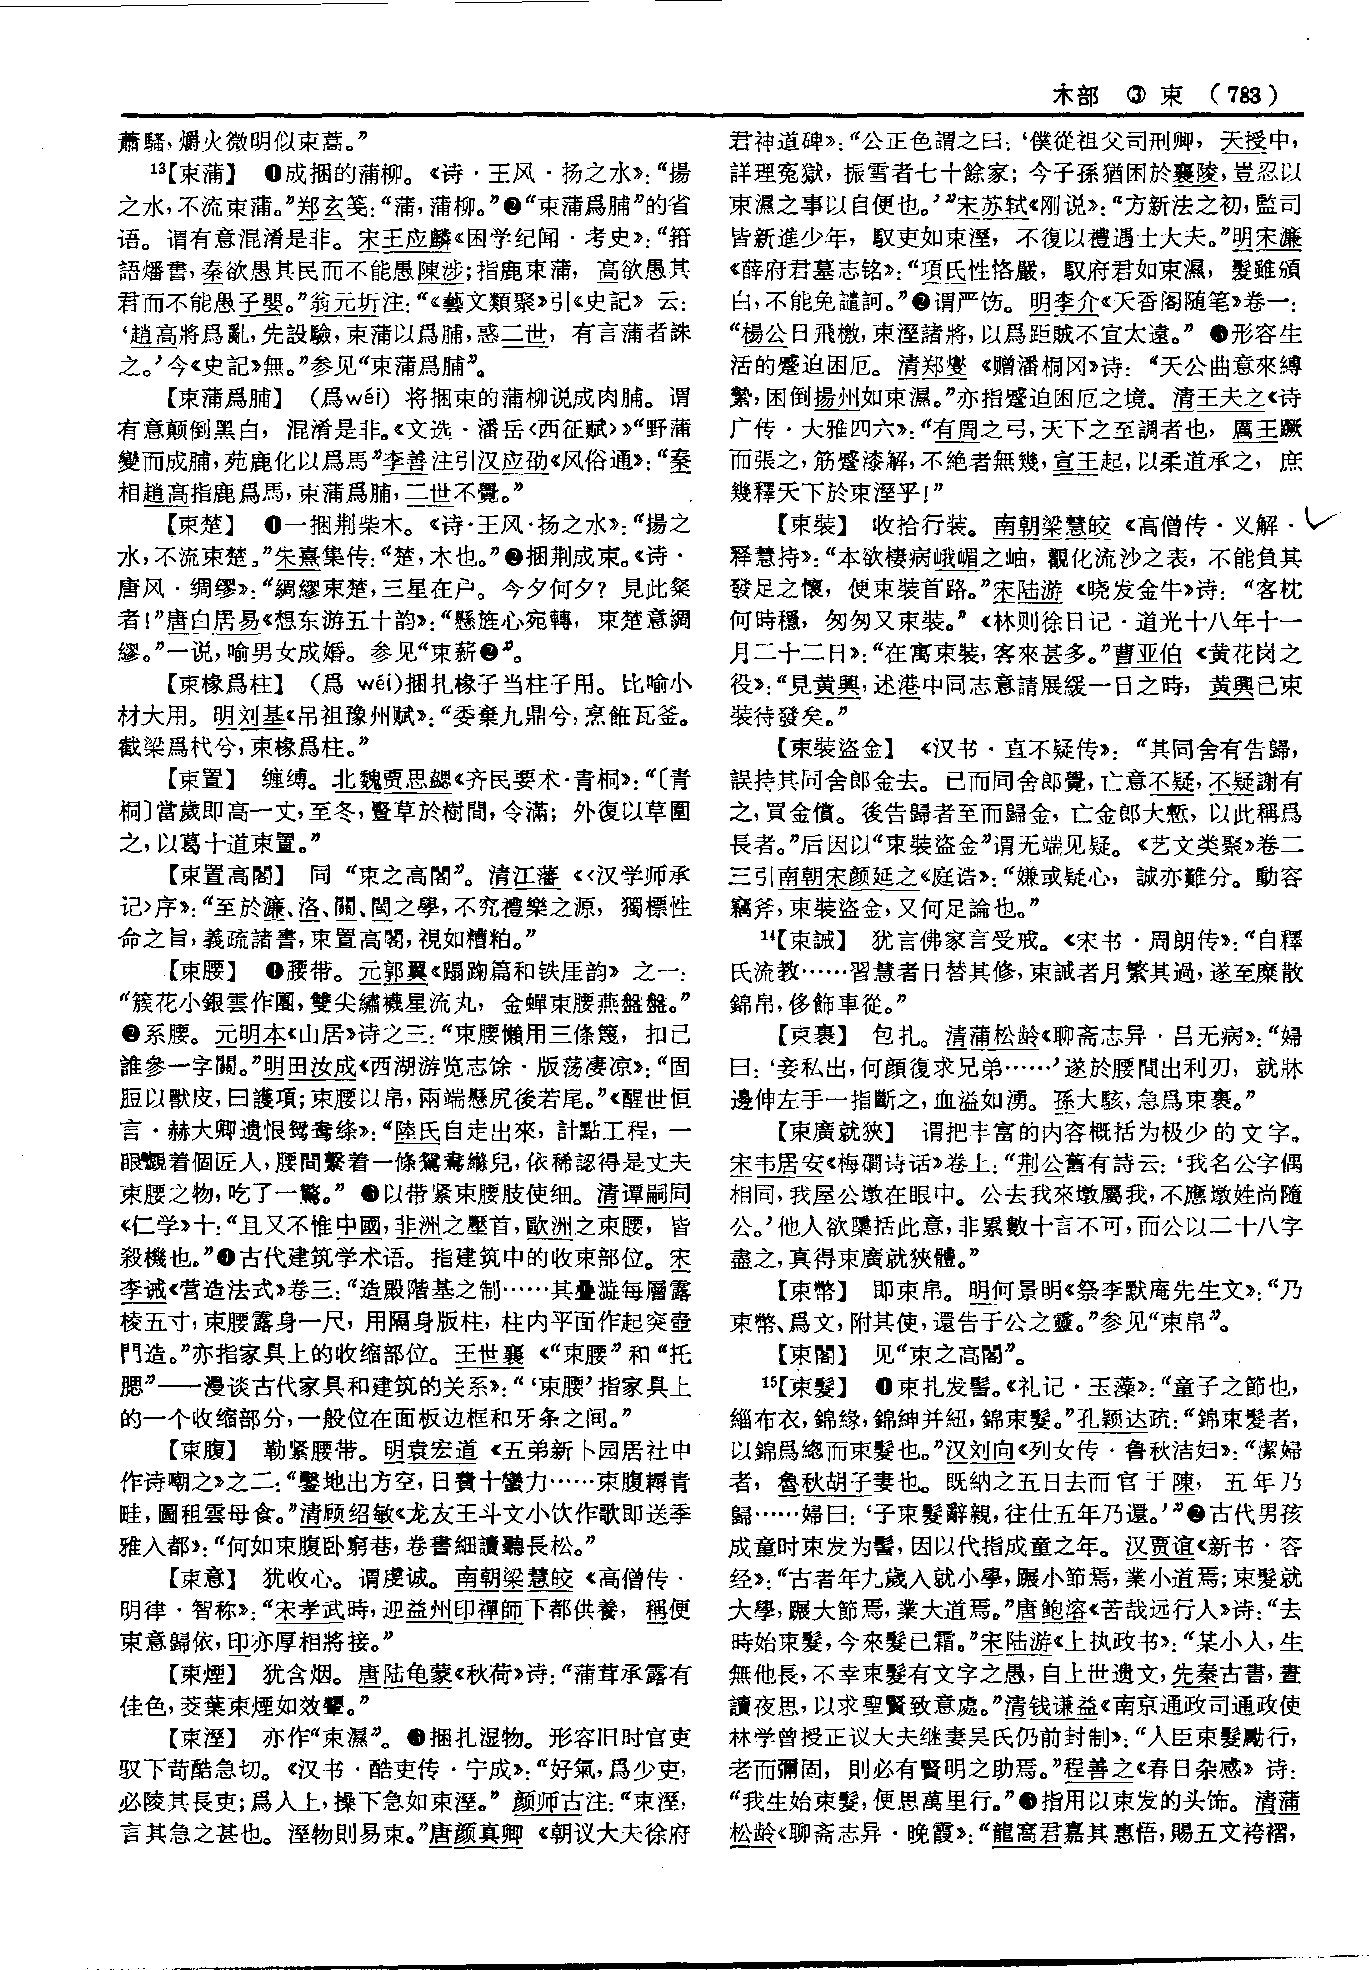 木部 ③ 束 （783）
蕭騷，爝火微明似束蒿。”
13【束蒲】 ❶成捆的蒲柳。《诗·王风·扬之水》：“揚
之水，不流束蒲。”郑玄笺：“蒲，蒲柳。”❷“束蒲爲脯”的省
语。谓有意混淆是非。宋王应麟《困学纪闻·考史》：“箝
語燔書，秦欲愚其民而不能愚陳涉；指鹿束蒲，高欲愚其
君而不能愚子嬰。”翁元圻注：“《藝文類聚》引《史記》云：
‘趙高將爲亂，先設驗，束蒲以爲脯，惑二世，有言蒲者誅
之。’今《史記》無。”参见“束蒲爲脯”。
【束蒲爲脯】 （爲wéi）将捆束的蒲柳说成肉脯。谓
有意颠倒黑白，混淆是非。《文选·潘岳〈西征赋〉》“野蒲
變而成脯，苑鹿化以爲馬”李善注引汉应劭《风俗通》：“秦
相趙高指鹿爲馬，束蒲爲脯，二世不覺。”
【束楚】 ❶一捆荆柴木。《诗·王风·扬之水》：“揚之
水，不流束楚。”朱熹集传：“楚，木也。”❷捆荆成束。《诗·
唐风·绸缪》：“綢繆束楚，三星在户。今夕何夕？見此粲
者！”唐白居易《想东游五十韵》：“懸旌心宛轉，束楚意綢
繆。”一说，喻男女成婚。参见“束薪❷”。
【束椽爲柱】 （爲 wéi）捆扎椽子当柱子用。比喻小
材大用。明刘基《吊祖豫州赋》：“委棄九鼎兮，烹飪瓦釜。
截梁爲杙兮，束椽爲柱。”
【束置】 缠缚。北魏贾思勰《齐民要术·青桐》：“〔青
桐〕當歲即高一丈，至冬，豎草於樹間，令滿；外復以草圍
之，以葛十道束置。”
【束置高閣】 同“束之高閣”。清江藩《〈汉学师承
记〉序》：“至於濂、洛、關、閩之學，不究禮樂之源，獨標性
命之旨，義疏諸書，束置高閣，視如糟粕。”
【束腰】 ❶腰带。元郭翼《蹋踘篇和铁厓韵》之一：
“簇花小銀雲作團，雙尖繡襪星流丸，金蟬束腰燕盤盤。”
❷系腰。元明本《山居》诗之三：“束腰懶用三條篾，扣己
誰參一字關。”明田汝成《西湖游览志馀·版荡凄凉》：“固
脰以獸皮，曰護項；束腰以帛，兩端懸尻後若尾。”《醒世恒
言·赫大卿遗恨鸳鸯绦》：“陸氏自走出來，計點工程，一
眼覷着個匠人，腰間繫着一條鴛鴦縧兒，依稀認得是丈夫
束腰之物，吃了一驚。”❸以带紧束腰肢使细。清谭嗣同
《仁学》十：“且又不惟中國，非洲之壓首，歐洲之束腰，皆
殺機也。”❹古代建筑学术语。指建筑中的收束部位。宋
李诫《营造法式》卷三：“造殿階基之制……其疊澁每層露
棱五寸，束腰露身一尺，用隔身版柱，柱内平面作起突壺
門造。”亦指家具上的收缩部位。王世襄《“束腰”和“托
腮”——漫谈古代家具和建筑的关系》：“‘束腰’指家具上
的一个收缩部分，一般位在面板边框和牙条之间。”
【束腹】 勒紧腰带。明袁宏道《五弟新卜园居社中
作诗嘲之》之二：“鑿地出方空，日費十蠻力……束腹耨青
畦，圖租雲母食。”清顾绍敏《龙友王斗文小饮作歌即送季
雅入都》：“何如束腹卧窮巷，卷書細讀聽長松。”
【束意】 犹收心。谓虔诚。南朝梁慧皎《高僧传·
明律·智称》：“宋孝武時，迎益州印禪師下都供養，稱便
束意歸依，印亦厚相將接。”
【束煙】 犹含烟。唐陆龟蒙《秋荷》诗：“蒲茸承露有
佳色，茭葉束煙如效顰。”
【束溼】 亦作“束濕”。❶捆扎湿物。形容旧时官吏
驭下苛酷急切。《汉书·酷吏传·宁成》：“好氣，爲少吏，
必陵其長吏；爲人上，操下急如束溼。”颜师古注：“束溼，
言其急之甚也。溼物則易束。”唐颜真卿《朝议大夫徐府
君神道碑》：“公正色謂之曰：‘僕從祖父司刑卿，天授中，
詳理冤獄，振雪者七十餘家；今子孫猶困於襄陵，豈忍以
束濕之事以自便也。’”宋苏轼《刚说》：“方新法之初，監司
皆新進少年，馭吏如束溼，不復以禮遇士大夫。”明宋濂
《薛府君墓志铭》：“項氏性恪嚴，馭府君如束濕，髮雖頒
白，不能免譴訶。”❷谓严饬。明李介《天香阁随笔》卷一：
“楊公日飛檄，束溼諸將，以爲距賊不宜太遠。”❸形容生
活的蹙迫困厄。清郑燮《赠潘桐冈》诗：“天公曲意來縛
縶，困倒揚州如束濕。”亦指蹙迫困厄之境。清王夫之《诗
广传·大雅四六》：“有周之弓，天下之至調者也，厲王蹶
而張之，筋蹙漆解，不絶者無幾，宣王起，以柔道承之，庶
幾釋天下於束溼乎！”
【束裝】 收拾行装。南朝梁慧皎《高僧传·义解·
释慧持》：“本欲棲病峨嵋之岫，觀化流沙之表，不能負其
發足之懷，便束裝首路。”宋陆游《晓发金牛》诗：“客枕
何時穩，匆匆又束裝。”《林则徐日记·道光十八年十一
月二十二日》：“在寓束裝，客來甚多。”曹亚伯《黄花岗之
役》：“見黄興，述港中同志意請展緩一日之時，黄興已束
裝待發矣。”
【束裝盜金】 《汉书·直不疑传》：“其同舍有告歸，
誤持其同舍郎金去。已而同舍郎覺，亡意不疑，不疑謝有
之，買金償。後告歸者至而歸金，亡金郎大慙，以此稱爲
長者。”后因以“束裝盜金”谓无端见疑。《艺文类聚》卷二
三引南朝宋颜延之《庭诰》：“嫌或疑心，誠亦難分。動容
竊斧，束裝盜金，又何足論也。”
14【束誡】 犹言佛家言受戒。《宋书·周朗传》：“自釋
氏流教……習慧者日替其修，束誡者月繁其過，遂至糜散
錦帛，侈飾車從。”
【束裹】 包扎。清蒲松龄《聊斋志异·吕无病》：“婦
曰：‘妾私出，何顔復求兄弟……’遂於腰間出利刃，就牀
邊伸左手一指斷之，血溢如湧。孫大駭，急爲束裹。”
【束廣就狹】 谓把丰富的内容概括为极少的文字。
宋韦居安《梅磵诗话》卷上：“荆公舊有詩云：‘我名公字偶
相同，我屋公墩在眼中。公去我來墩屬我，不應墩姓尚隨
公。’他人欲檃括此意，非累數十言不可，而公以二十八字
盡之，真得束廣就狹體。”
【束幣】 即束帛。明何景明《祭李默庵先生文》：“乃
束幣、爲文，附其使，還告于公之靈。”参见“束帛”。
【束閣】 见“束之高閣”。
15【束髮】 ❶束扎发髻。《礼记·玉藻》：“童子之節也，
緇布衣，錦緣，錦紳并紐，錦束髮。”孔颖达疏：“錦束髮者，
以錦爲緫而束髮也。”汉刘向《列女传·鲁秋洁妇》：“潔婦
者，魯秋胡子妻也。既納之五日去而官于陳，五年乃
歸……婦曰：‘子束髮辭親，往仕五年乃還。’”❷古代男孩
成童时束发为髻，因以代指成童之年。汉贾谊《新书·容
经》：“古者年九歲入就小學，蹍小節焉，業小道焉；束髮就
大學，蹍大節焉，業大道焉。”唐鲍溶《苦哉远行人》诗：“去
時始束髮，今來髮已霜。”宋陆游《上执政书》：“某小人，生
無他長，不幸束髮有文字之愚，自上世遺文，先秦古書，晝
讀夜思，以求聖賢致意處。”清钱谦益《南京通政司通政使
林学曾授正议大夫继妻吴氏仍前封制》：“人臣束髮勵行，
老而彌固，則必有賢明之助焉。”程善之《春日杂感》诗：
“我生始束髮，便思萬里行。”❸指用以束发的头饰。清蒲
松龄《聊斋志异·晚霞》：“龍窩君嘉其惠悟，賜五文袴褶，